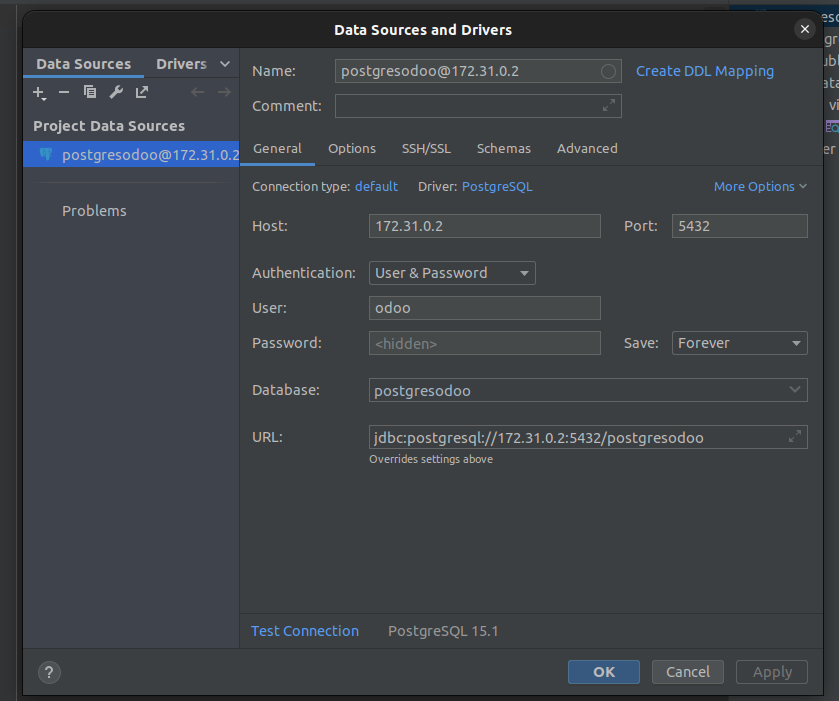 Data Sources and Drivers
Data Sources Drivers
Name: postgresodoo@172.31.0.2 Create DDL Mapping
Comment:
Project Data Sources
postgresodoo@172.31.0.2
Problems
General Options SSH/SSL Schemas Advanced
Connection type: default Driver: PostgreSQL More Options
Host: 172.31.0.2 Port: 5432
Authentication: User & Password
User: odoo
Password: <hidden> Save: Forever
Database: postgresodoo
URL: jdbc:postgresql://172.31.0.2:5432/postgresodoo
Overrides settings above
Test Connection PostgreSQL 15.1
? OK Cancel Apply